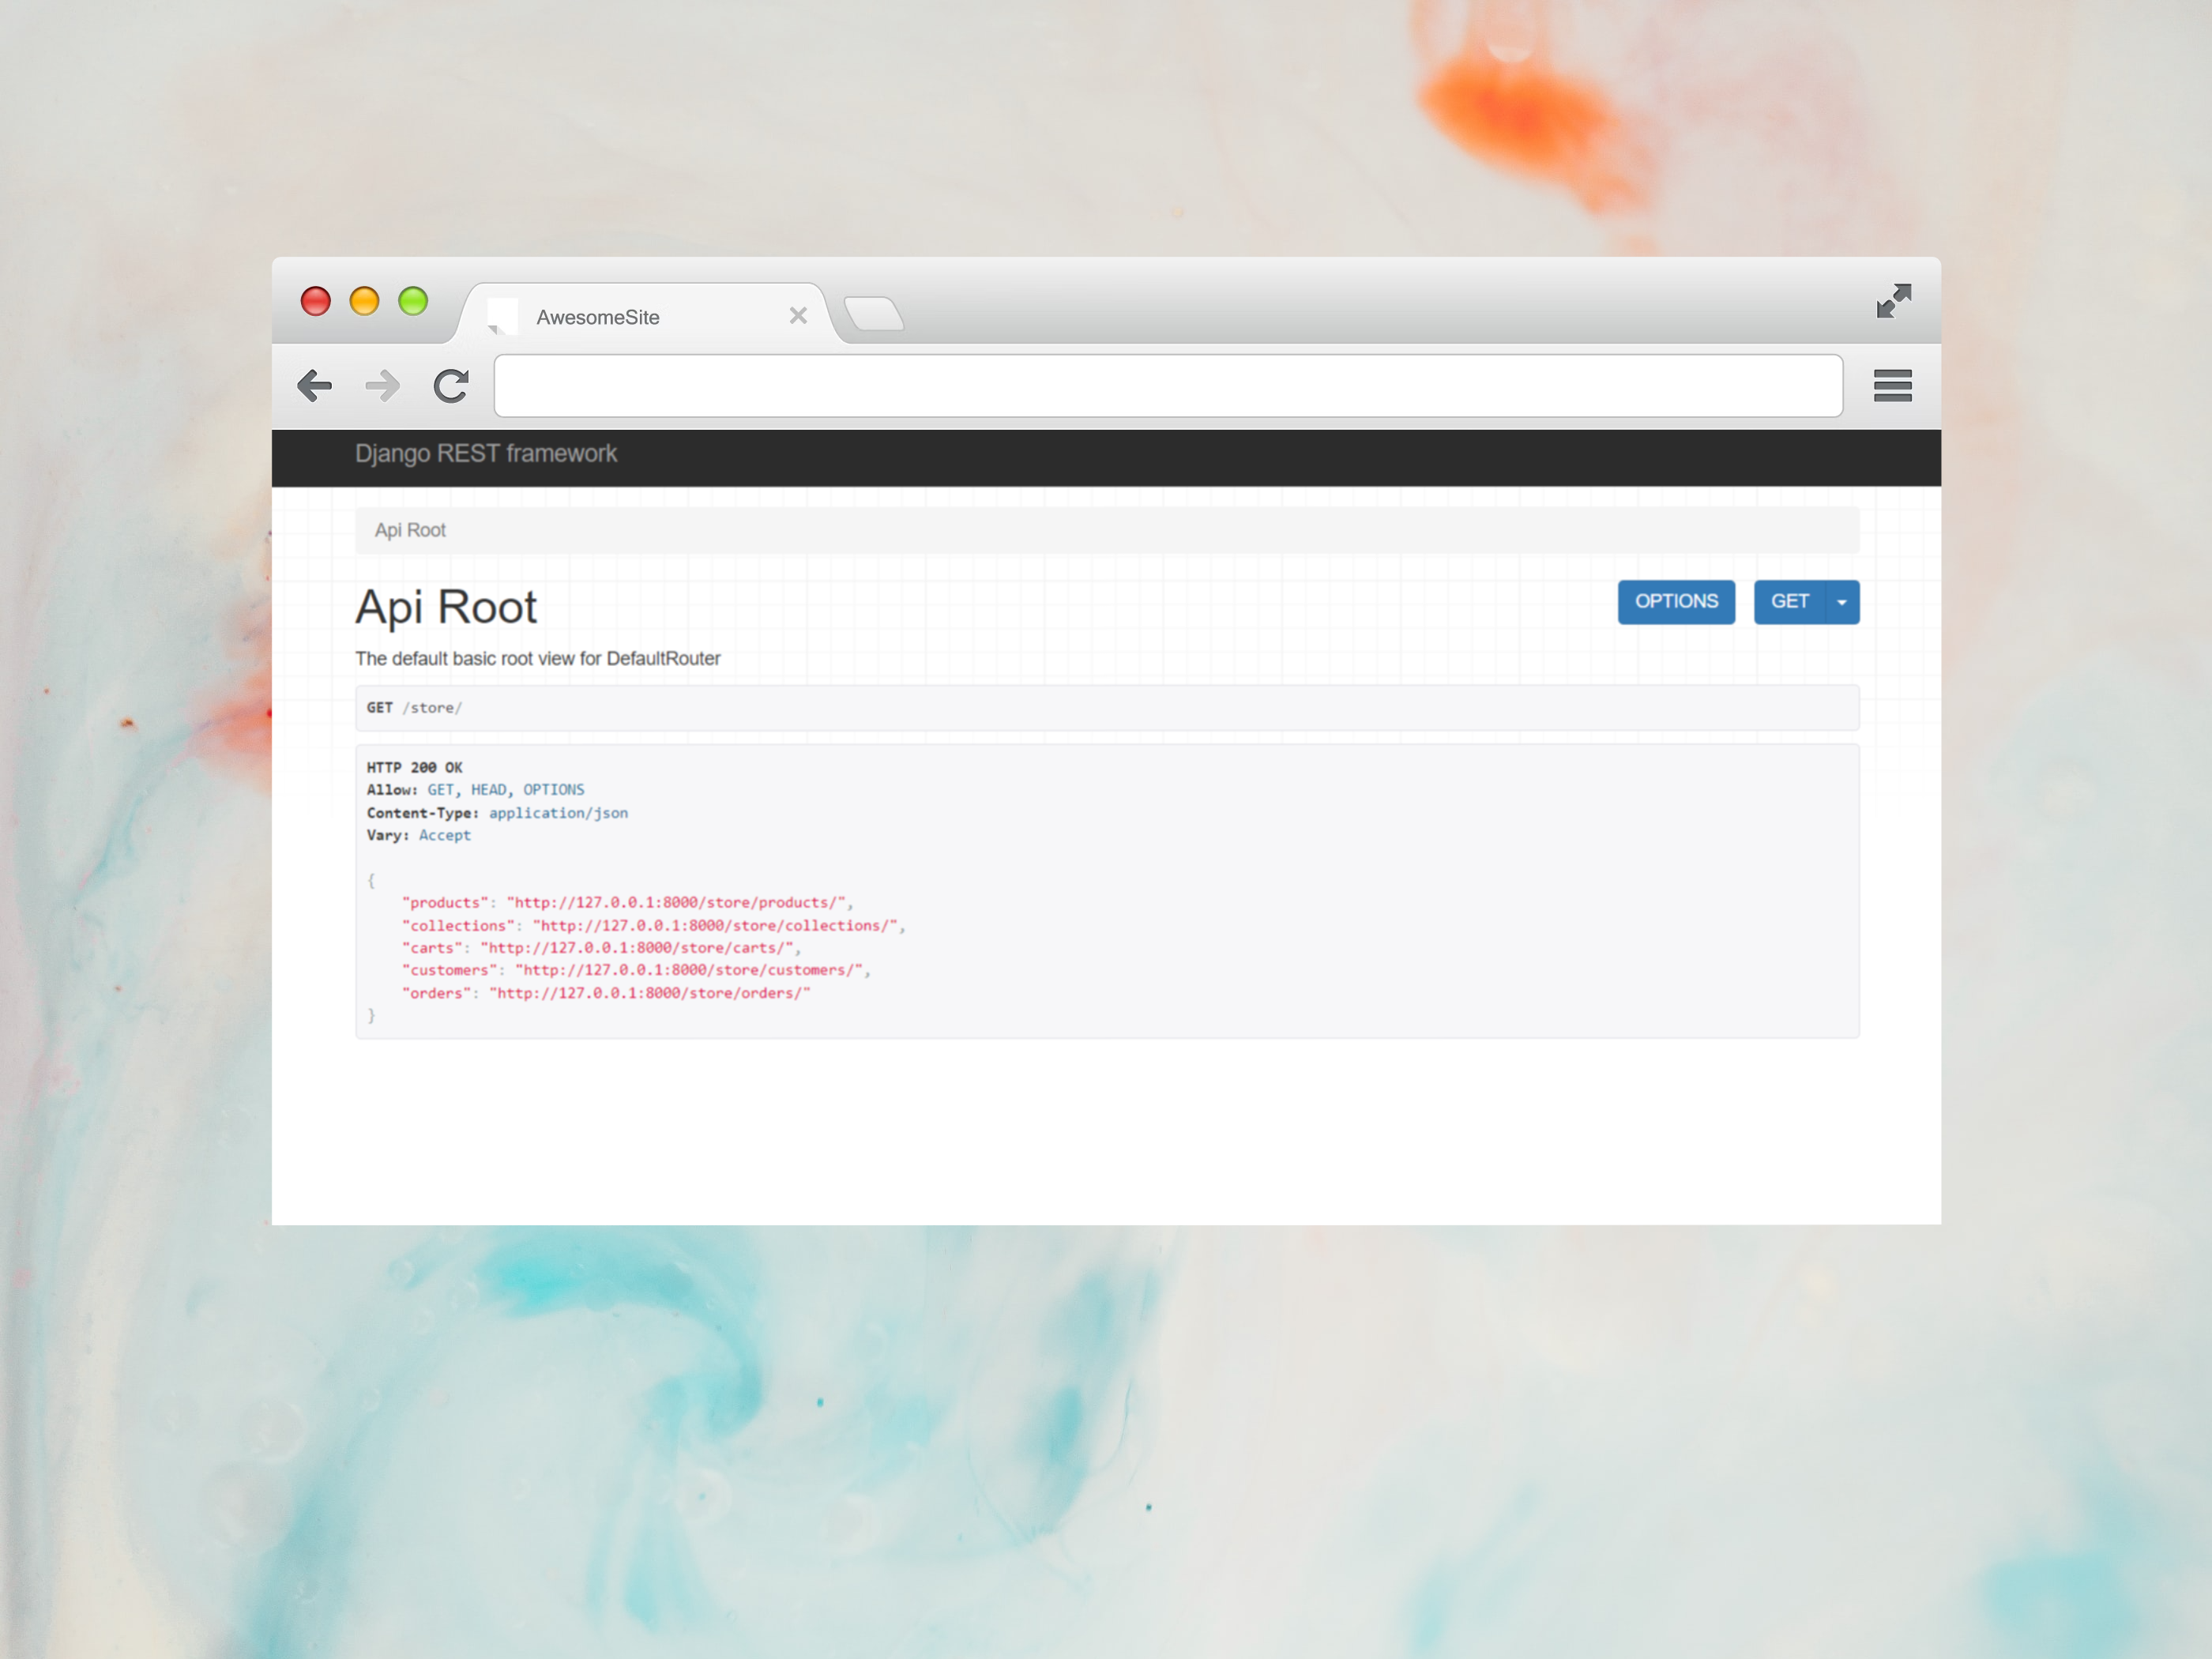 AwesomeSite
Django REST framework
Api Root
Api Root
OPTIONS
GET
The default basic root view for DefaultRouter
GET /store/
HTTP 200 OK
Allow: GET, HEAD, OPTIONS
Content-Type: application/json
Vary: Accept
{
    "products": "http://127.0.0.1:8000/store/products/",
    "collections": "http://127.0.0.1:8000/store/collections/",
    "carts": "http://127.0.0.1:8000/store/carts/",
    "customers": "http://127.0.0.1:8000/store/customers/",
    "orders": "http://127.0.0.1:8000/store/orders/"
}